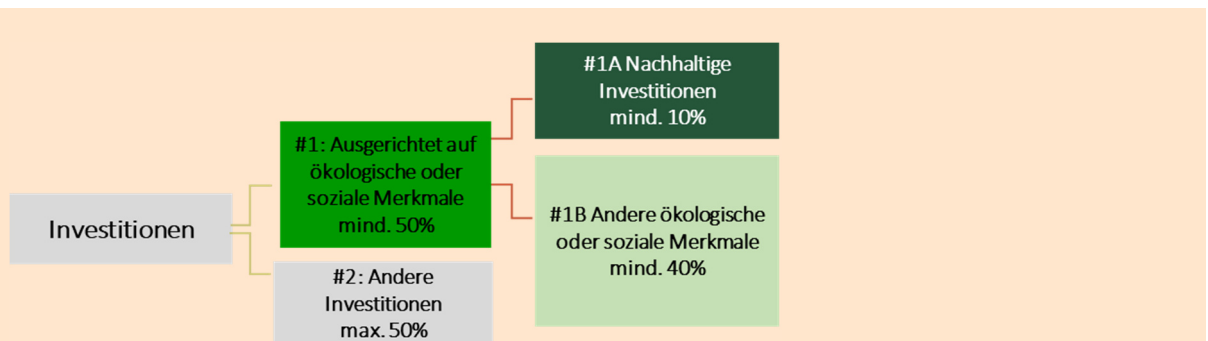 Investitionen
#1: Ausgerichtet auf
ökologische oder
soziale Merkmale
mind. 50%
#2: Andere
Investitionen
max. 50%
#1A Nachhaltige
Investitionen
mind. 10%
#1B Andere ökologische
oder soziale Merkmale
mind. 40%